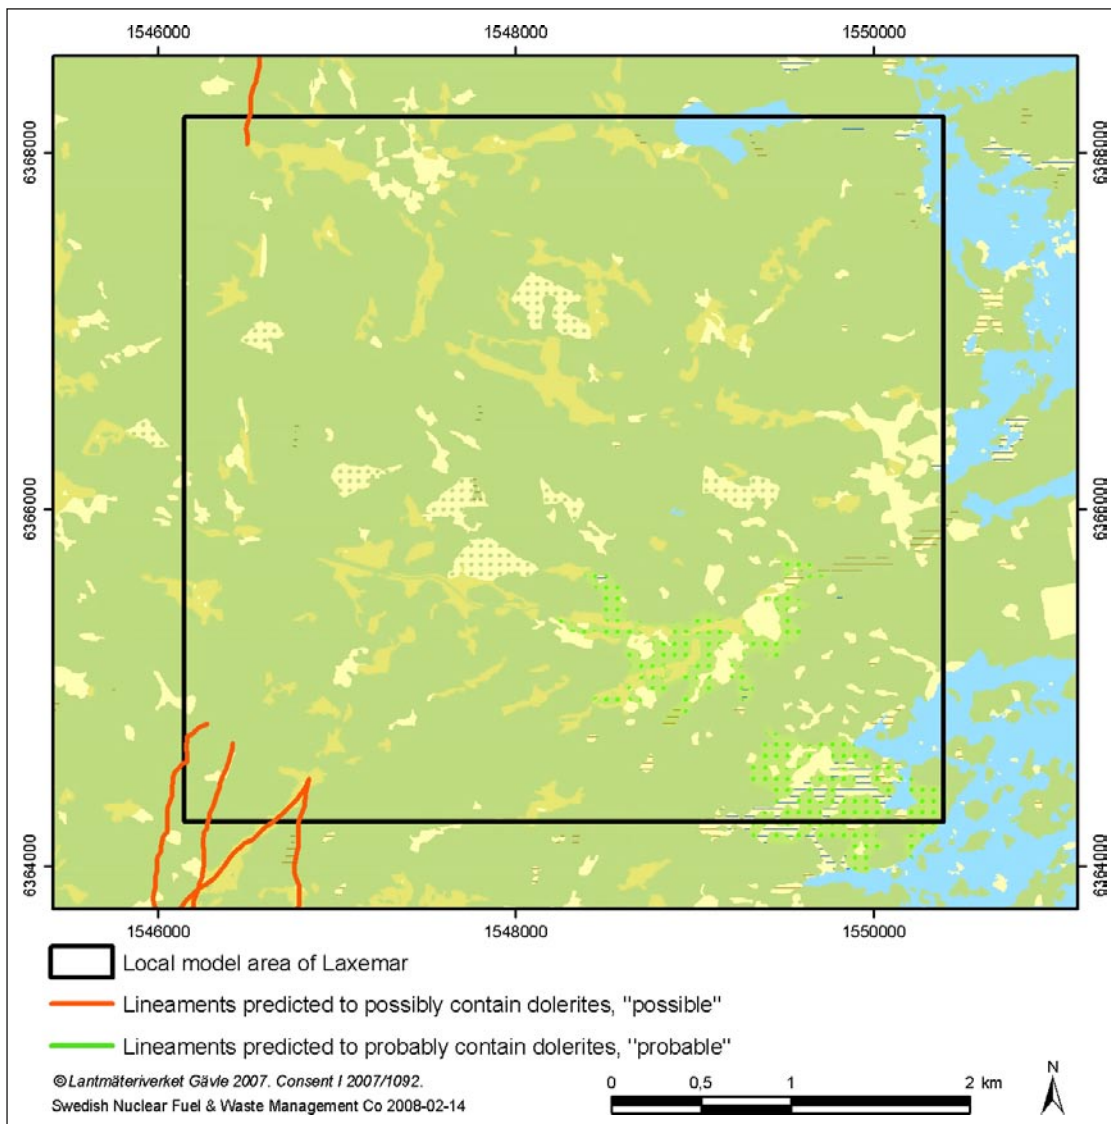 1546000 1548000 1550000
6368000 6368000
6366000 6366000
6364000 6364000
1546000 1548000 1550000
Local model area of Laxemar
Lineaments predicted to possibly contain dolerites, "possible"
Lineaments predicted to probably contain dolerites, "probable"
©Lantmäteriverket Gävle 2007. Consent I 2007/1092.
Swedish Nuclear Fuel & Waste Management Co 2008-02-14
0 0,5 1 2 km
N